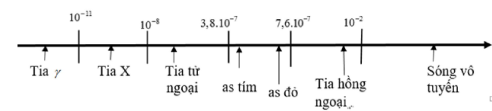 10⁻¹¹ 10⁻⁸ 3,8.10⁻⁷ 7,6.10⁻⁷ 10⁻²
Tia γ Tia X Tia tử ngoại as tím as đỏ Tia hồng ngoại Sóng vô tuyến